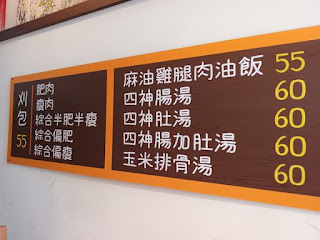 刈包
55
肥肉
瘦肉
綜合半肥半瘦
綜合偏肥
綜合偏瘦
麻油雞腿肉油飯 55
四神腸湯 60
四神肚湯 60
四神腸加肚湯 60
玉米排骨湯 60